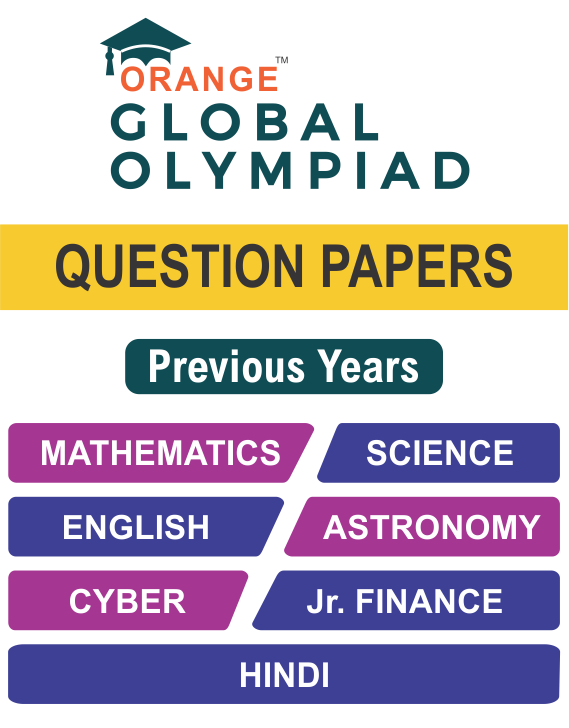 ORANGE™
GLOBAL
OLYMPIAD
QUESTION PAPERS
Previous Years
MATHEMATICS SCIENCE
ENGLISH ASTRONOMY
CYBER Jr. FINANCE
HINDI